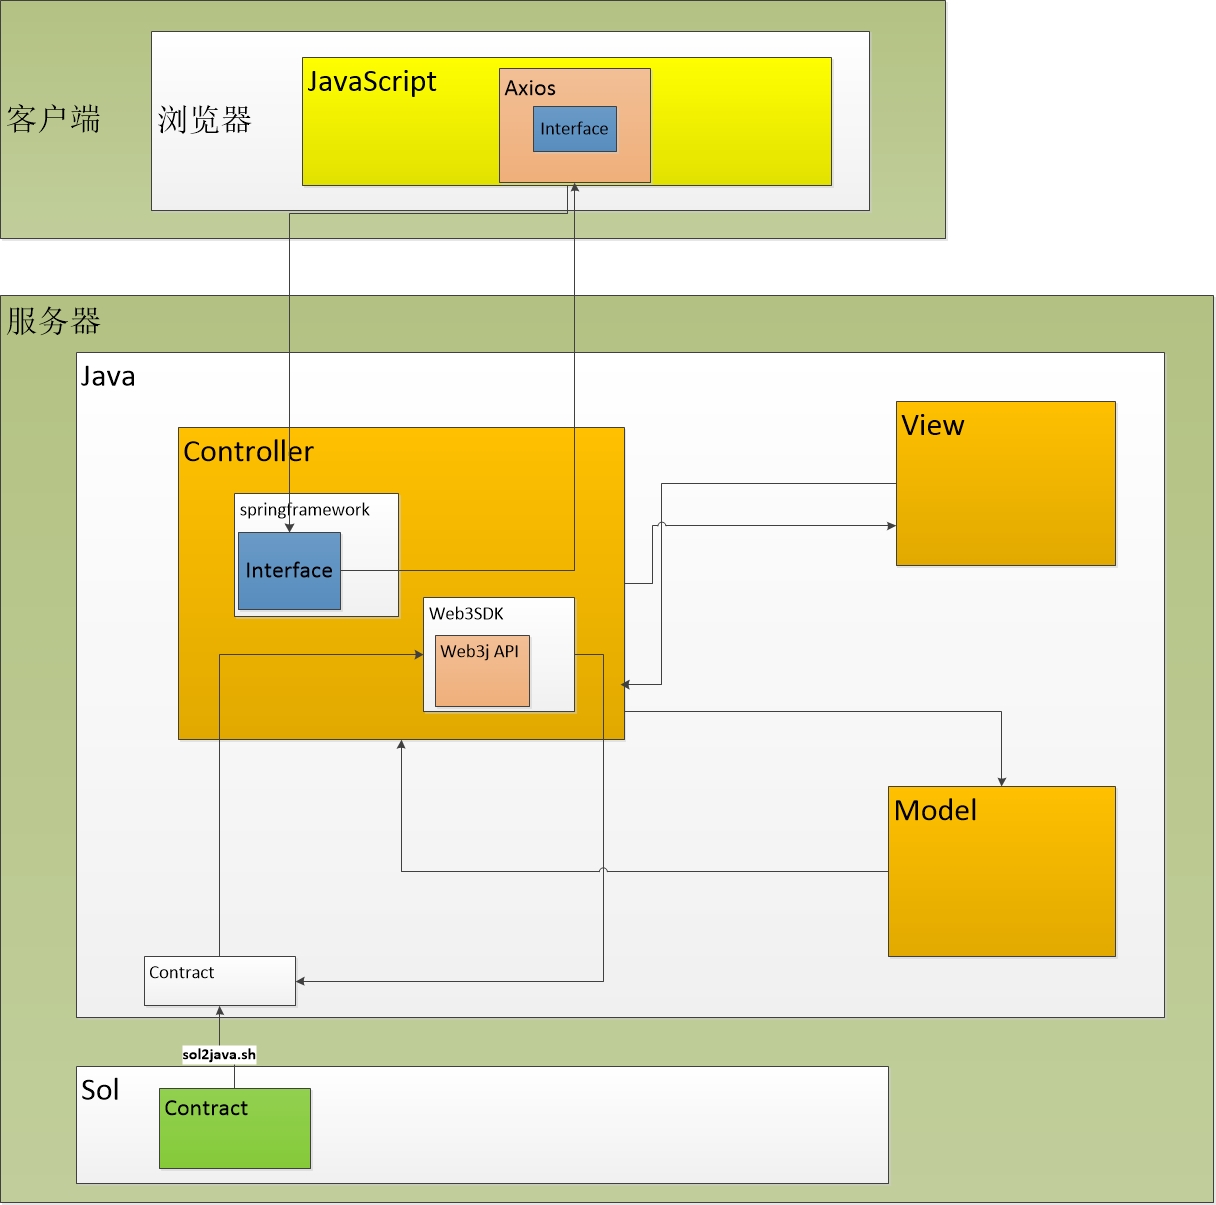 客户端
浏览器
JavaScript
Axios
Interface
服务器
Java
Controller
springframework
Interface
Web3SDK
Web3j API
View
Model
Contract
sol2java.sh
Sol
Contract